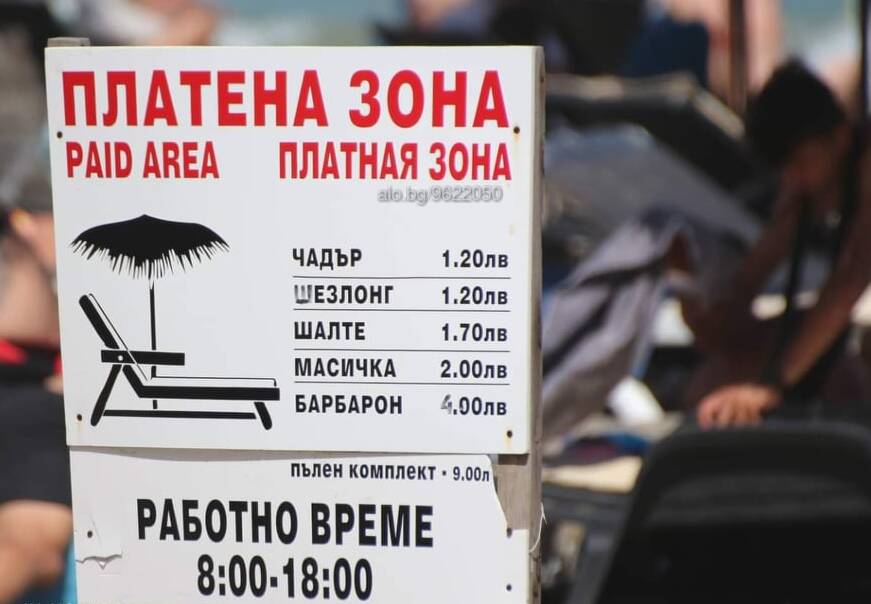 ПЛАТЕНА ЗОНА
PAID AREA ПЛАТНАЯ ЗОНА
alo.bg/9622050
ЧАДЪР 1.20лв
ШЕЗЛОНГ 1.20лв
ШАЛТЕ 1.70лв
МАСИЧКА 2.00лв
БАРБАРОН 4.00лв
ПЪЛЕН КОМПЛЕКТ - 9.00л
РАБОТНО ВРЕМЕ
8:00-18:00